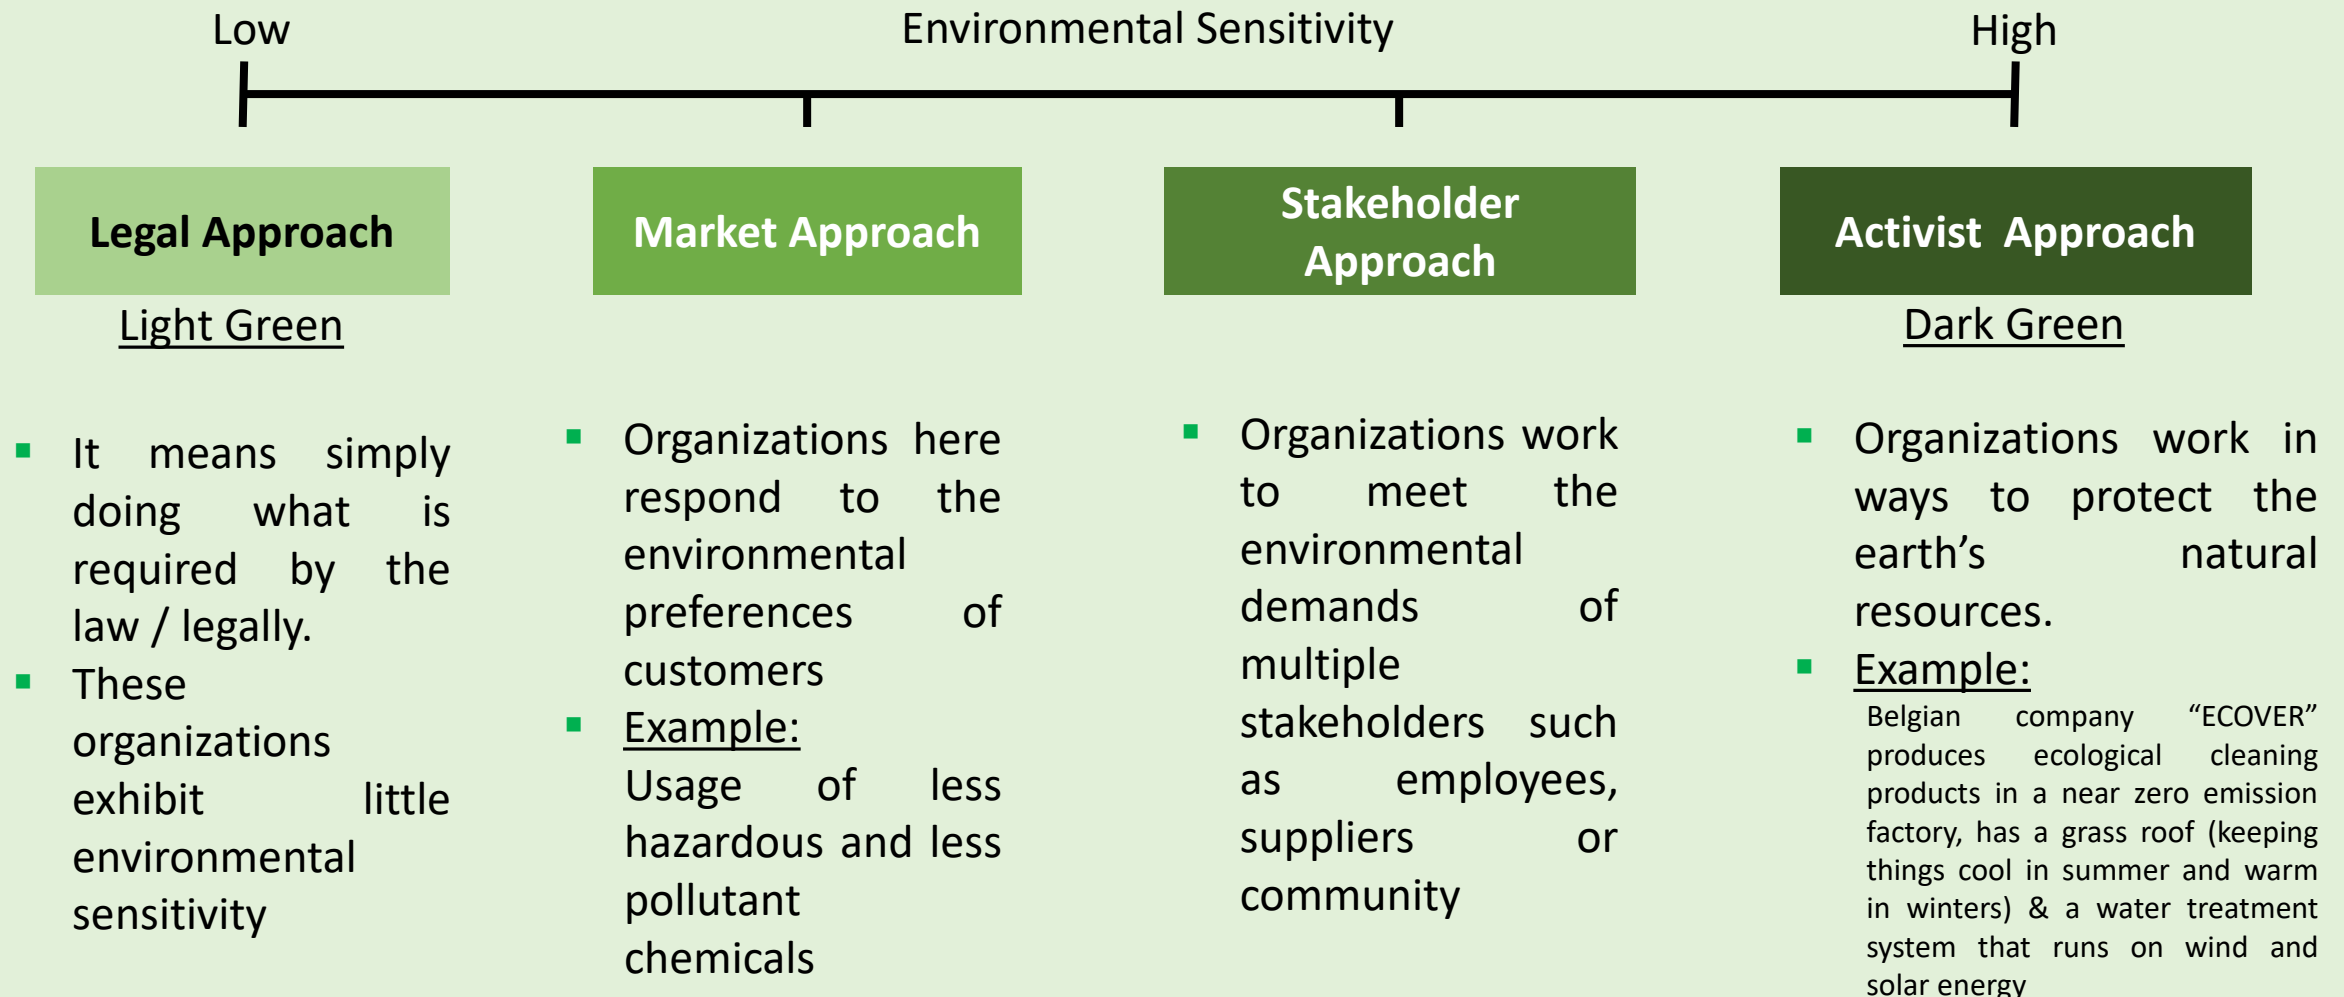 Low
Environmental Sensitivity
High
Legal Approach
Light Green
▪ It means simply
doing what is
required by the
law / legally.
▪ These
organizations
exhibit little
environmental
sensitivity
Market Approach
▪ Organizations here
respond to the
environmental
preferences of
customers
▪ Example:
Usage of less
hazardous and less
pollutant
chemicals
Stakeholder
Approach
▪ Organizations work
to meet the
environmental
demands of
multiple
stakeholders such
as employees,
suppliers or
community
Activist Approach
Dark Green
▪ Organizations work in
ways to protect the
earth’s natural
resources.
▪ Example:
Belgian company “ECOVER”
produces ecological cleaning
products in a near zero emission
factory, has a grass roof (keeping
things cool in summer and warm
in winters) & a water treatment
system that runs on wind and
solar energy